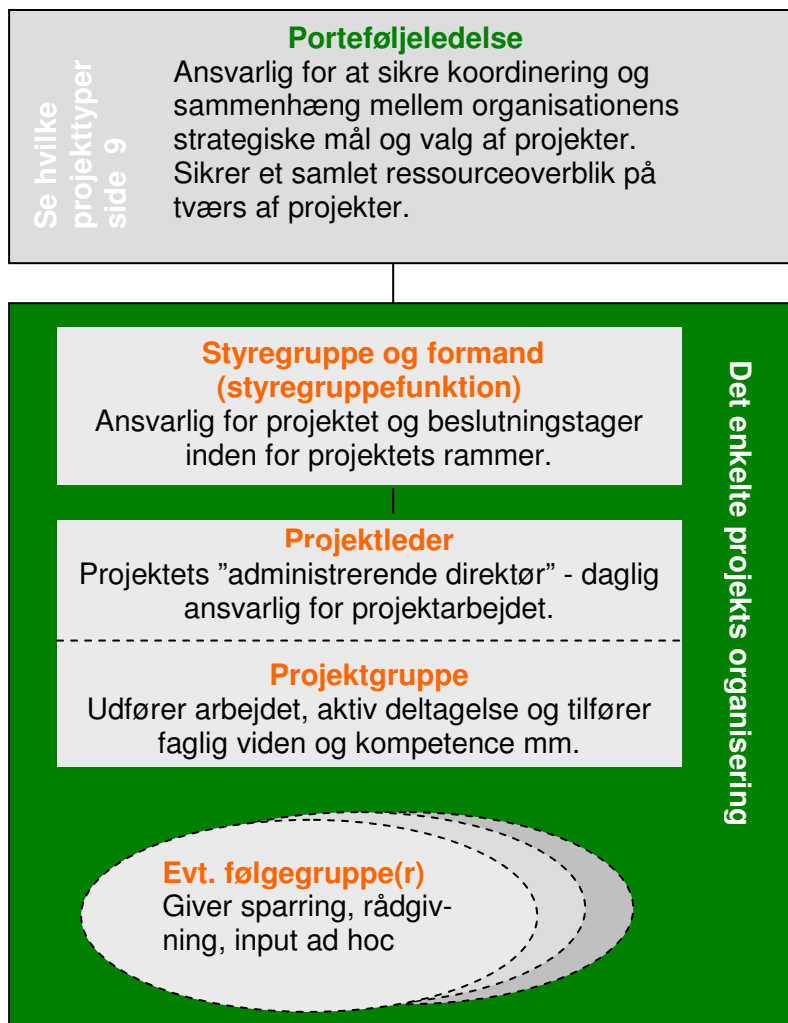 Porteføljeledelse
Ansvarlig for at sikre koordinering og
sammenhæng mellem organisationens
strategiske mål og valg af projekter.
Sikrer et samlet ressourceoverblik på
tværs af projekter.
Se hvilke
projekttyper
side 9
Styregruppe og formand
(styregruppefunktion)
Ansvarlig for projektet og beslutningstager
inden for projektets rammer.
Projektleder
Projektets ”administrerende direktør” - daglig
ansvarlig for projektarbejdet.
Projektgruppe
Udfører arbejdet, aktiv deltagelse og tilfører
faglig viden og kompetence mm.
Evt. følgegruppe(r)
Giver sparring, rådgiv-
ning, input ad hoc
Det enkelte projekts organisering